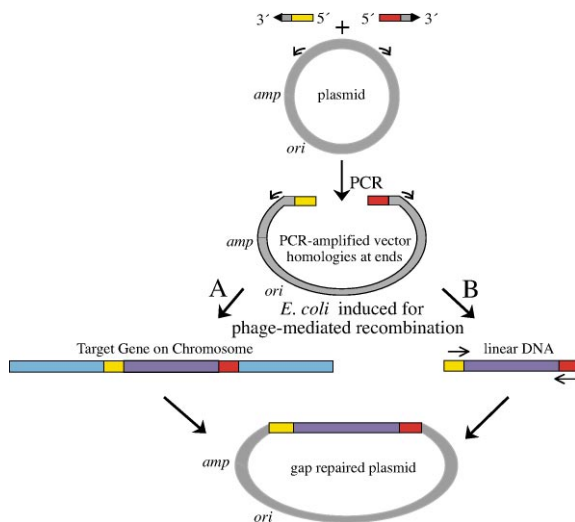 3´ 5´ + 5´ 3´
amp
plasmid
ori
PCR
amp
PCR-amplified vector
homologies at ends
ori
A
B
E. coli induced for
phage-mediated recombination
Target Gene on Chromosome
linear DNA
amp
gap repaired plasmid
ori